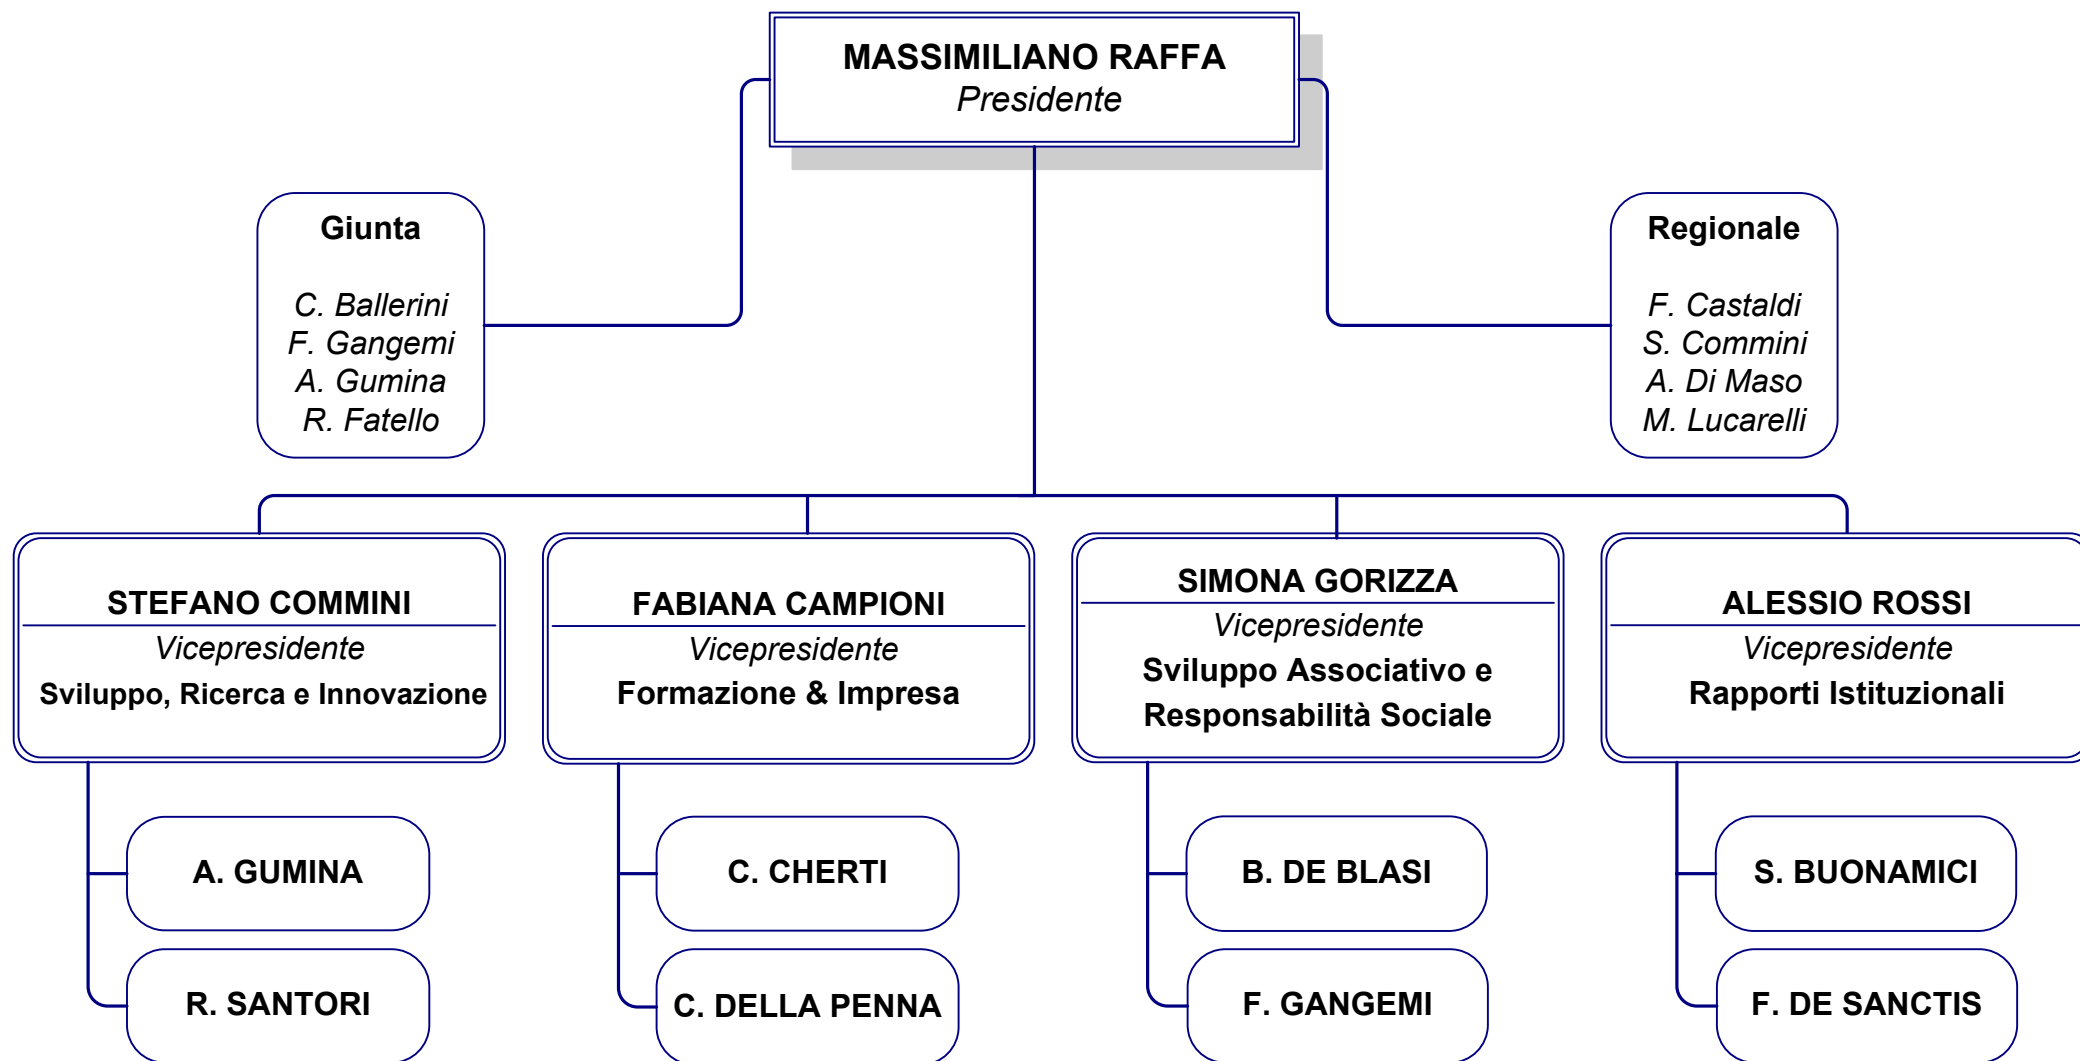 MASSIMILIANO RAFFA
Presidente
Giunta
C. Ballerini
F. Gangemi
A. Gumina
R. Fatello
Regionale
F. Castaldi
S. Commini
A. Di Maso
M. Lucarelli
STEFANO COMMINI
Vicepresidente
Sviluppo, Ricerca e Innovazione
A. GUMINA
R. SANTORI
FABIANA CAMPIONI
Vicepresidente
Formazione & Impresa
C. CHERTI
C. DELLA PENNA
SIMONA GORIZZA
Vicepresidente
Sviluppo Associativo e
Responsabilità Sociale
B. DE BLASI
F. GANGEMI
ALESSIO ROSSI
Vicepresidente
Rapporti Istituzionali
S. BUONAMICI
F. DE SANCTIS